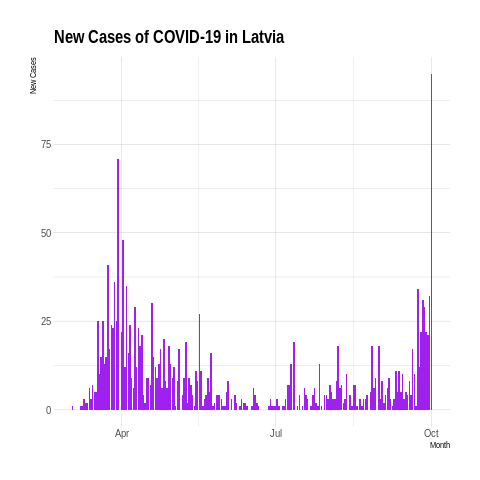 New Cases of COVID-19 in Latvia
New Cases
75
50
25
0
Apr
Jul
Oct
Month